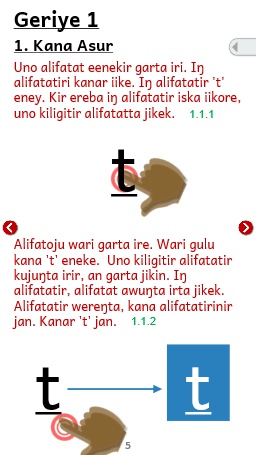 Geriye 1
1. Kana Asur
Uno alifatat eenekir garta iri. Iŋ
alifatatiri kanar iike. Iŋ alifatatir 't'
eney. Kir ereba iŋ alifatatir iska iikore,
uno kiligitir alifatatta jikek. 1.1.1
t
Alifatoju wari garta ire. Wari gulu
kana 't' eneke. Uno kiligitir alifatatir
kujuŋta irir, an garta jikin. Iŋ
alifatatir, alifatat awuŋta irta jikek.
Alifatatir wereŋta, kana alifatatirinir
jan. Kanar 't' jan. 1.1.2
t t
5